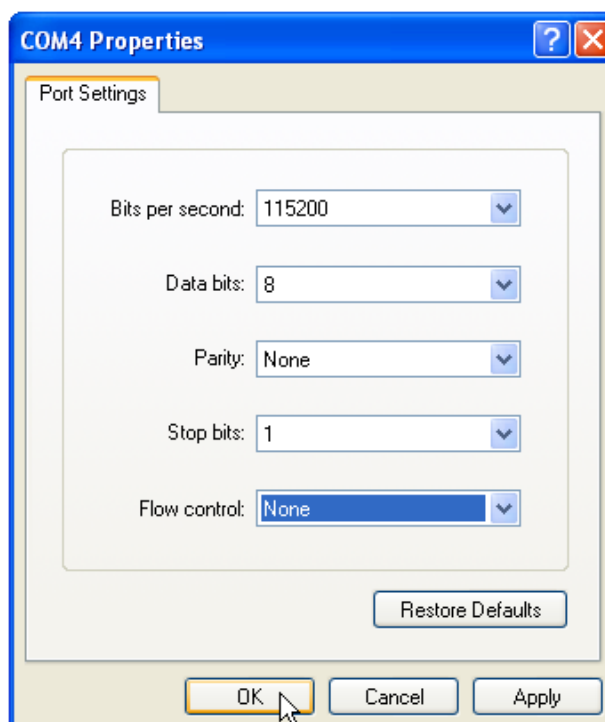 COM4 Properties
Port Settings
Bits per second: 115200
Data bits: 8
Parity: None
Stop bits: 1
Flow control: None
Restore Defaults
OK Cancel Apply